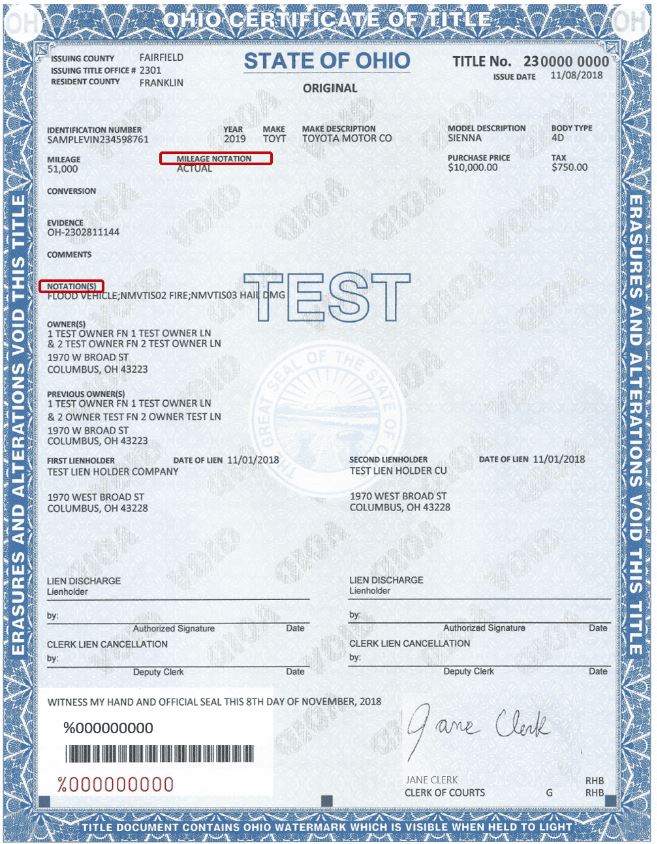 OHIO CERTIFICATE OF TITLE
OH OH
ISSUING COUNTY FAIRFIELD
ISSUING TITLE OFFICE # 2301
RESIDENT COUNTY FRANKLIN
STATE OF OHIO
ORIGINAL
TITLE No. 230000 0000
ISSUE DATE 11/08/2018
IDENTIFICATION NUMBER YEAR MAKE MAKE DESCRIPTION MODEL DESCRIPTION BODY TYPE
SAMPLEVIN234598761 2019 TOYT TOYOTA MOTOR CO SIENNA 4D
MILEAGE MILEAGE NOTATION PURCHASE PRICE TAX
51,000 ACTUAL $10,000.00 $750.00
CONVERSION
EVIDENCE
OH-2302811144
COMMENTS
NOTATION(S)
FLOOD VEHICLE;NMVTIS02 FIRE;NMVTIS03 HAIL DMG
TEST
OWNER(S)
1 TEST OWNER FN 1 TEST OWNER LN
& 2 TEST OWNER FN 2 TEST OWNER LN
1970 W BROAD ST
COLUMBUS, OH 43223
PREVIOUS OWNER(S)
1 TEST OWNER FN 1 TEST OWNER LN
& 2 OWNER TEST FN 2 OWNER TEST LN
1970 W BROAD ST
COLUMBUS, OH 43223
THE GREAT SEAL OF THE STATE OF
FIRST LIENHOLDER DATE OF LIEN 11/01/2018 SECOND LIENHOLDER DATE OF LIEN 11/01/2018
TEST LIEN HOLDER COMPANY TEST LIEN HOLDER CU
1970 WEST BROAD ST 1970 WEST BROAD ST
COLUMBUS, OH 43228 COLUMBUS, OH 43228
LIEN DISCHARGE LIEN DISCHARGE
Lienholder Lienholder
by: by:
Authorized Signature Date Authorized Signature Date
CLERK LIEN CANCELLATION CLERK LIEN CANCELLATION
by: by:
Deputy Clerk Date Deputy Clerk Date
WITNESS MY HAND AND OFFICIAL SEAL THIS 8TH DAY OF NOVEMBER, 2018
%000000000
%000000000
Jane Clerk
JANE CLERK RHB
CLERK OF COURTS G RHB
TITLE DOCUMENT CONTAINS OHIO WATERMARK WHICH IS VISIBLE WHEN HELD TO LIGHT
ERASURES AND ALTERATIONS VOID THIS TITLE
ERASURES AND ALTERATIONS VOID THIS TITLE
VOID